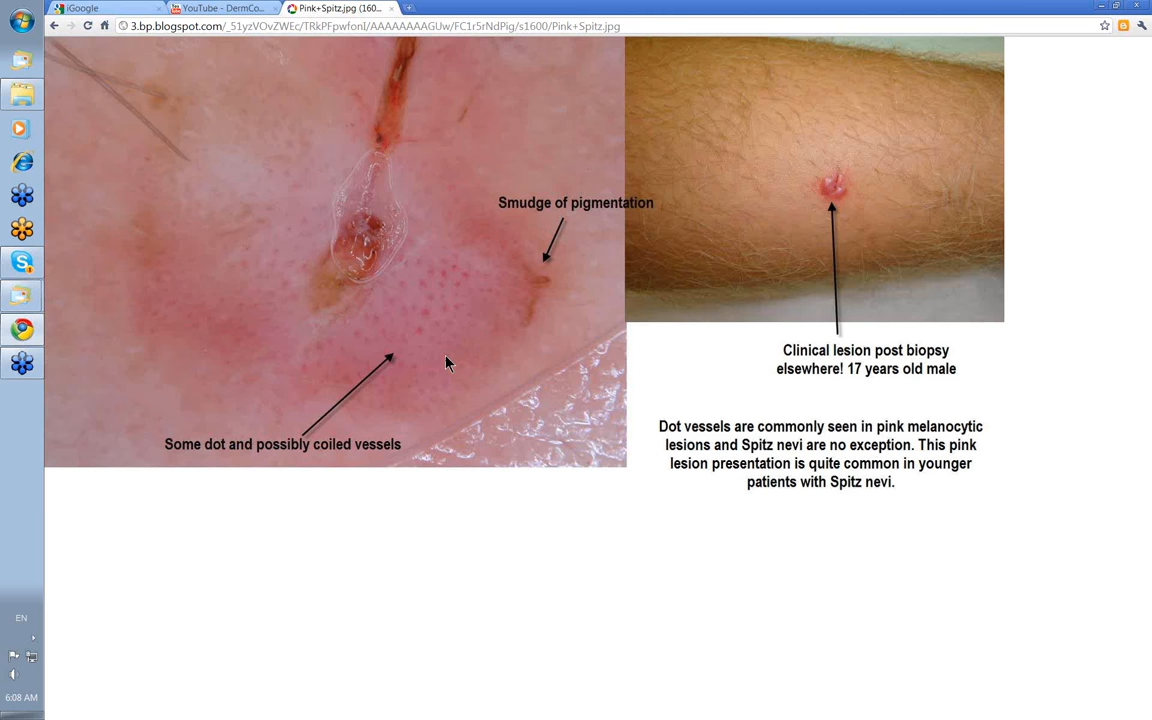 iGoogle
YouTube - DermCo...
Pink+Spitz.jpg (160...
3.bp.blogspot.com/_51yzVOvZWEc/TRkPFpwfonI/AAAAAAAAGUw/FC1r5rNdPig/s1600/Pink+Spitz.jpg
Smudge of pigmentation
Some dot and possibly coiled vessels
Clinical lesion post biopsy
elsewhere! 17 years old male
Dot vessels are commonly seen in pink melanocytic
lesions and Spitz nevi are no exception. This pink
lesion presentation is quite common in younger
patients with Spitz nevi.
EN
6:08 AM